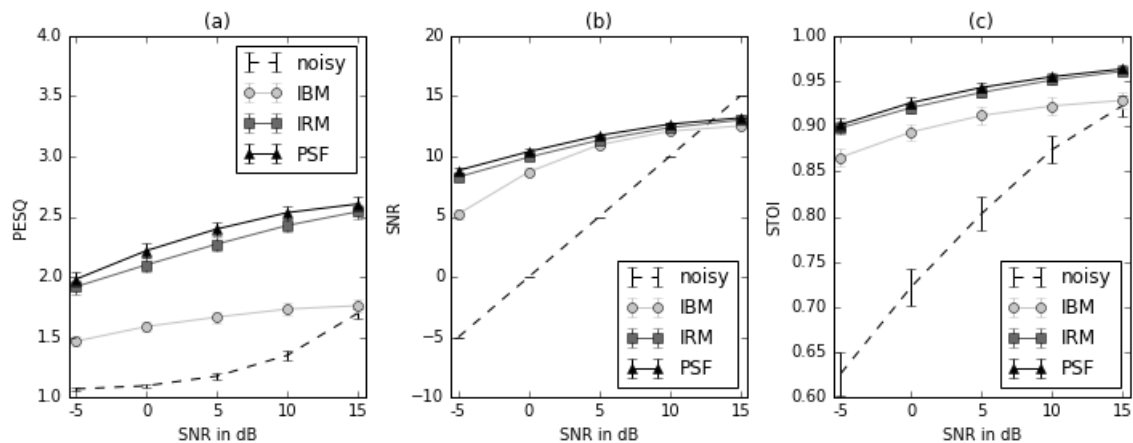 (a)
4.0
3.5
3.0
2.5
2.0
1.5
1.0
PESQ
noisy
IBM
IRM
PSF
-5
0
5
10
15
SNR in dB
(b)
20
15
10
5
0
−5
−10
SNR
noisy
IBM
IRM
PSF
-5
0
5
10
15
SNR in dB
(c)
1.00
0.95
0.90
0.85
0.80
0.75
0.70
0.65
0.60
STOI
noisy
IBM
IRM
PSF
-5
0
5
10
15
SNR in dB